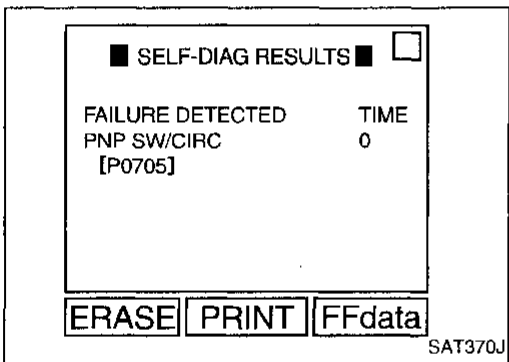 SELF-DIAG RESULTS
FAILURE DETECTED TIME
PNP SW/CIRC 0
[P0705]
ERASE PRINT FFdata
SAT370J